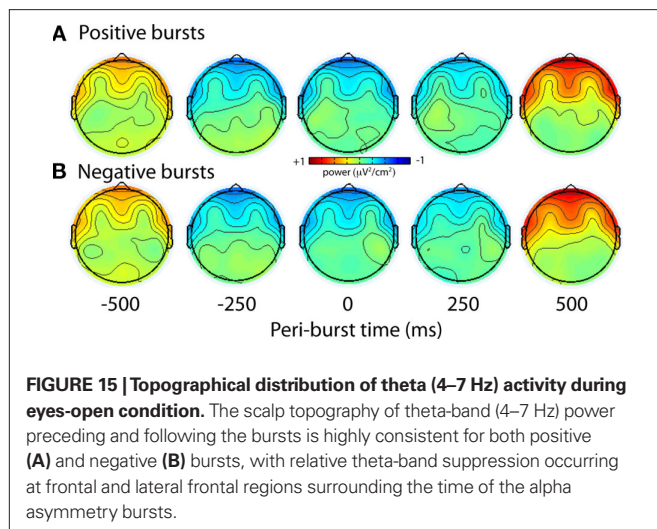 A Positive bursts
+1 -1
power (μV²/cm²)
B Negative bursts
-500 -250 0 250 500
Peri-burst time (ms)
FIGURE 15 | Topographical distribution of theta (4–7 Hz) activity during
eyes-open condition. The scalp topography of theta-band (4–7 Hz) power
preceding and following the bursts is highly consistent for both positive
(A) and negative (B) bursts, with relative theta-band suppression occurring
at frontal and lateral frontal regions surrounding the time of the alpha
asymmetry bursts.